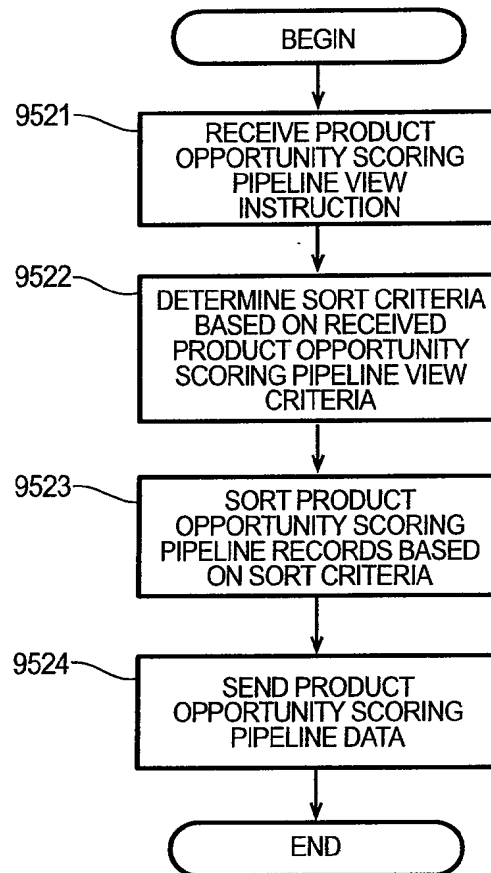 BEGIN
9521
RECEIVE PRODUCT
OPPORTUNITY SCORING
PIPELINE VIEW
INSTRUCTION
9522
DETERMINE SORT CRITERIA
BASED ON RECEIVED
PRODUCT OPPORTUNITY
SCORING PIPELINE VIEW
CRITERIA
9523
SORT PRODUCT
OPPORTUNITY SCORING
PIPELINE RECORDS BASED
ON SORT CRITERIA
9524
SEND PRODUCT
OPPORTUNITY SCORING
PIPELINE DATA
END